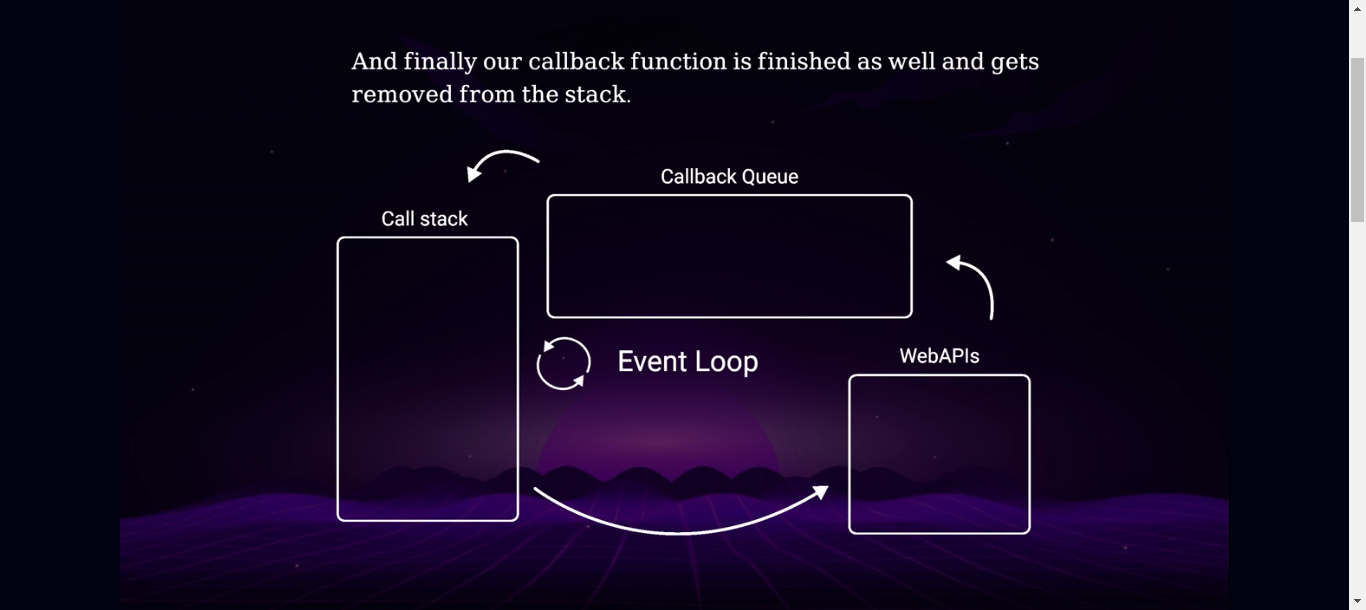 And finally our callback function is finished as well and gets
removed from the stack.
Callback Queue
Call stack
Event Loop
WebAPIs